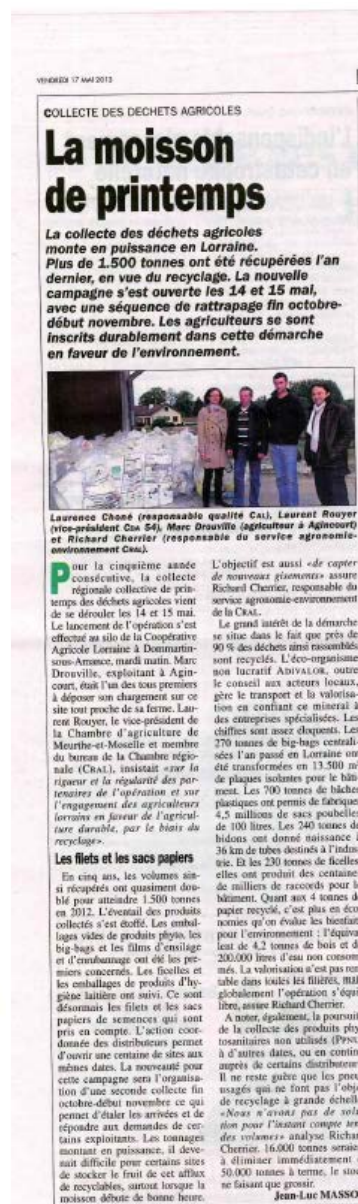 VENDREDI 17 MAI 2013
COLLECTE DES DECHETS AGRICOLES
La moisson
de printemps
La collecte des déchets agricoles
monte en puissance en Lorraine.
Plus de 1.500 tonnes ont été récupérées l'an
dernier, en vue du recyclage. La nouvelle
campagne s'est ouverte les 14 et 15 mai,
avec une séquence de rattrapage fin octobre-
début novembre. Les agriculteurs se sont
inscrits durablement dans cette démarche
en faveur de l'environnement.
Laurence Choné (responsable qualité CAL), Laurent Rouyer
(vice-président CDA 54), Marc Drouville (agriculteur à Agincourt)
et Richard Cherrier (responsable du service agronomie-
environnement CRAL).
Pour la cinquième année
consécutive, la collecte
régionale collective de prin-
temps des déchets agricoles vient
de se dérouler les 14 et 15 mai.
Le lancement de l'opération s'est
effectué au silo de la Coopérative
Agricole Lorraine à Dommartin-
sous-Amance, mardi matin. Marc
Drouville, exploitant à Agin-
court, était l'un des tous premiers
à déposer son chargement sur ce
site tout proche de sa ferme. Lau-
rent Rouyer, le vice-président de
la Chambre d'agriculture de
Meurthe-et-Moselle et membre
du bureau de la Chambre régio-
nale (CRAL), insistait «sur la
rigueur et la régularité des par-
tenaires de l'opération et sur
l'engagement des agriculteurs
lorrains en faveur de l'agricul-
ture durable, par le biais du
recyclage».
Les filets et les sacs papiers
En cinq ans, les volumes ain-
si récupérés ont quasiment dou-
blé pour atteindre 1.500 tonnes
en 2012. L'éventail des produits
collectés s'est étoffé. Les embal-
lages vides de produits phyto, les
big-bags et les films d'ensilage
et d'enrubannage ont été les pre-
miers concernés. Les ficelles et
les emballages de produits d'hy-
giène laitière ont suivi. Ce sont
désormais les filets et les sacs
papiers de semences qui sont
pris en compte. L'action coor-
donnée des distributeurs permet
d'ouvrir une centaine de sites aux
mêmes dates. La nouveauté pour
cette campagne sera l'organisa-
tion d'une seconde collecte fin
octobre-début novembre ce qui
permet d'étaler les arrivées et de
répondre aux demandes de cer-
tains exploitants. Les tonnages
montant en puissance, il deve-
nait difficile pour certains sites
de stocker le fruit de cet afflux
de recyclables, surtout lorsque la
moisson débute de bonne heure.
L'objectif est aussi «de capter
de nouveaux gisements» assure
Richard Cherrier, responsable du
service agronomie-environnement
de la CRAL.
Le grand intérêt de la démarche
se situe dans le fait que près de
90 % des déchets ainsi rassemblés
sont recyclés. L'éco-organisme
non lucratif ADIVALOR, outre
le conseil aux acteurs locaux,
gère le transport et la valorisa-
tion en confiant ce minerai à
des entreprises spécialisées. Les
chiffres sont assez éloquents. Les
270 tonnes de big-bags centrali-
sées l'an passé en Lorraine ont
été transformées en 13.500 m²
de plaques isolantes pour le bâti-
ment. Les 700 tonnes de bâches
plastiques ont permis de fabriquer
4,5 millions de sacs poubelles
de 100 litres. Les 240 tonnes de
bidons ont donné naissance à
36 km de tubes destinés à l'indus-
trie. Et les 230 tonnes de ficelles
elles ont produit des centaines
de milliers de raccords pour le
bâtiment. Quant aux 4 tonnes de
papier recyclé, c'est plus en éco-
nomies qu'on évalue les bienfaits
pour l'environnement : l'équiva-
lent de 4,2 tonnes de bois et de
200.000 litres d'eau non consom-
més. La valorisation n'est pas ren-
table dans toutes les filières, mais
globalement l'opération s'équi-
libre, assure Richard Cherrier.
A noter, également, la poursuite
de la collecte des produits phy-
tosanitaires non utilisés (PPNU)
à d'autres dates, ou en continu
auprès de certains distributeurs.
Il ne reste guère que les pneus
usagés qui ne font pas l'objet
de recyclage à grande échelle.
«Nous n'avons pas de solu-
tion pour l'instant compte tenu
des volumes» analyse Richard
Cherrier. 16.000 tonnes seraient
à éliminer immédiatement et
50.000 tonnes à terme, le stock
ne faisant que grossir.
Jean-Luc MASSON